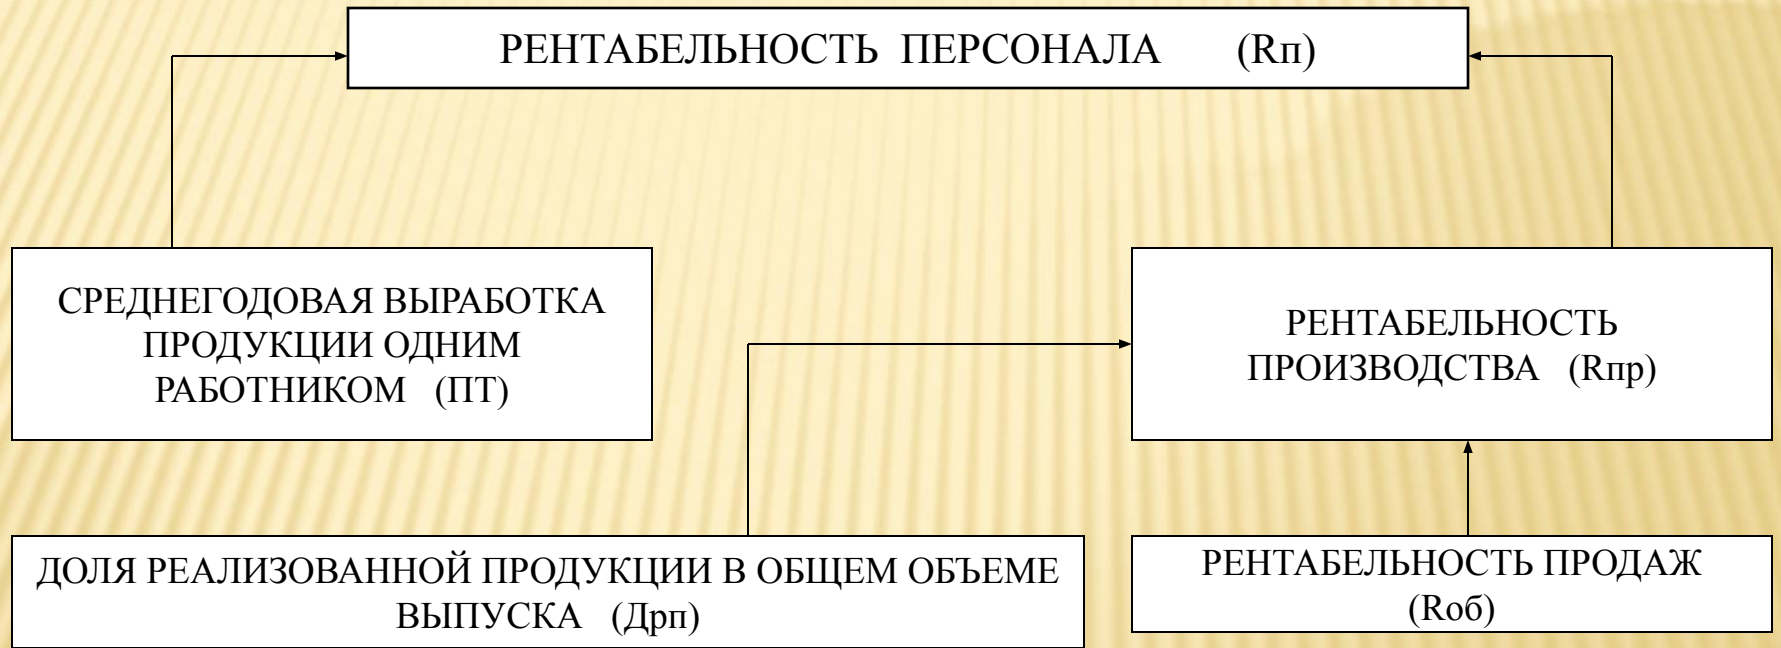 РЕНТАБЕЛЬНОСТЬ ПЕРСОНАЛА (Rп)
СРЕДНЕГОДОВАЯ ВЫРАБОТКА
ПРОДУКЦИИ ОДНИМ
РАБОТНИКОМ (ПТ)
РЕНТАБЕЛЬНОСТЬ
ПРОИЗВОДСТВА (Rпр)
ДОЛЯ РЕАЛИЗОВАННОЙ ПРОДУКЦИИ В ОБЩЕМ ОБЪЕМЕ
ВЫПУСКА (Дрп)
РЕНТАБЕЛЬНОСТЬ ПРОДАЖ
(Rоб)